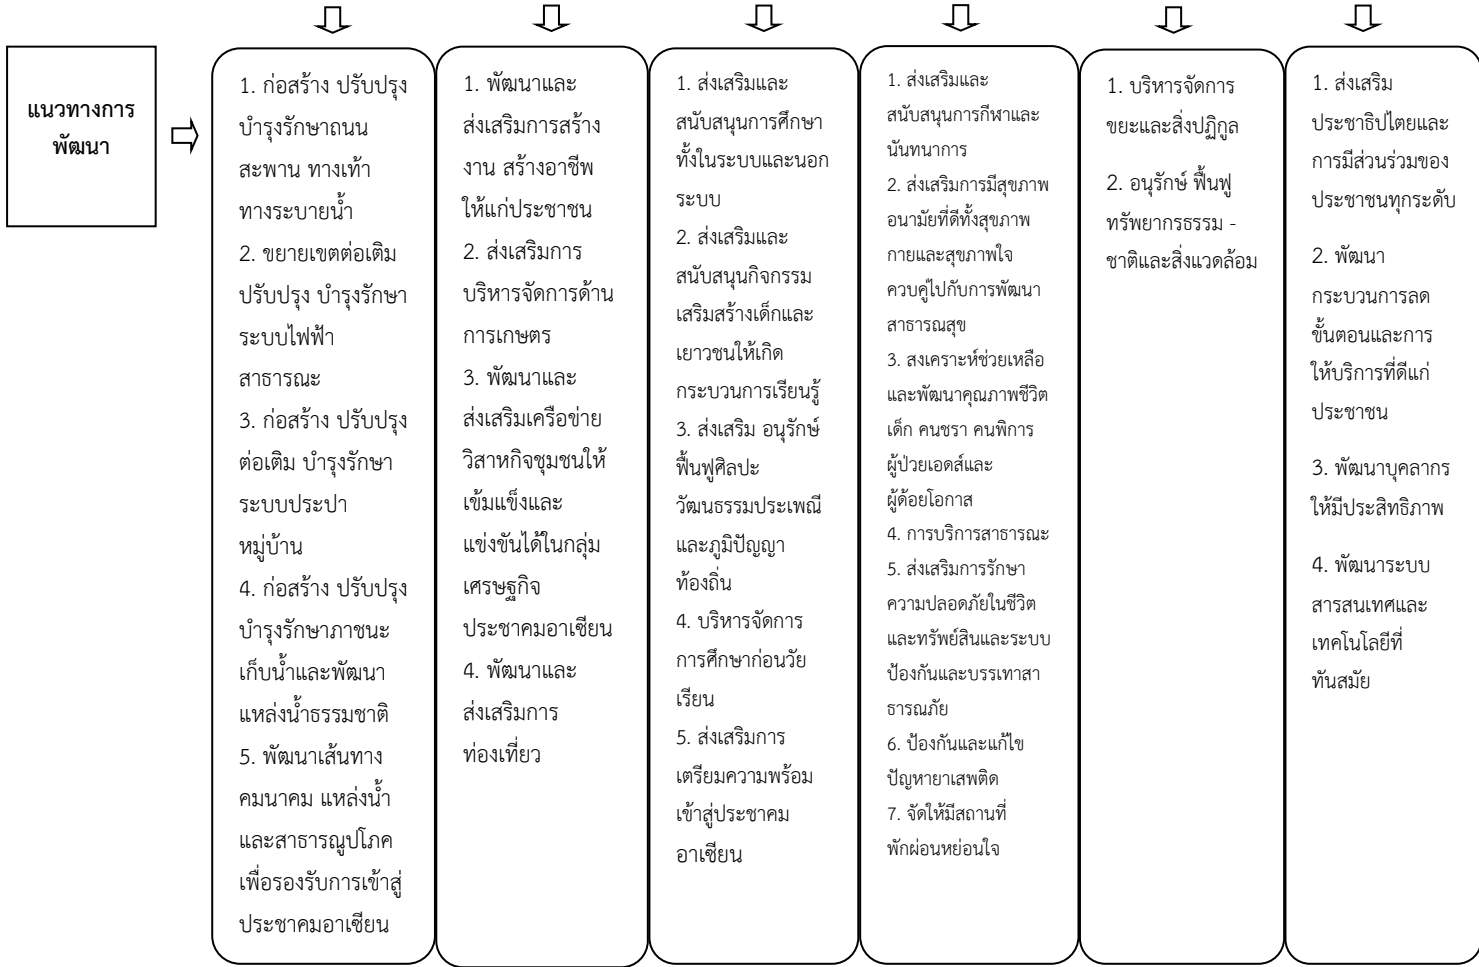 แนวทางการ
พัฒนา
1. ก่อสร้าง ปรับปรุง
บำรุงรักษาถนน
สะพาน ทางเท้า
ทางระบายน้ำ
2. ขยายเขตต่อเติม
ปรับปรุง บำรุงรักษา
ระบบไฟฟ้า
สาธารณะ
3. ก่อสร้าง ปรับปรุง
ต่อเติม บำรุงรักษา
ระบบประปา
หมู่บ้าน
4. ก่อสร้าง ปรับปรุง
บำรุงรักษาภาชนะ
เก็บน้ำและพัฒนา
แหล่งน้ำธรรมชาติ
5. พัฒนาเส้นทาง
คมนาคม แหล่งน้ำ
และสาธารณูปโภค
เพื่อรองรับการเข้าสู่
ประชาคมอาเซียน
1. พัฒนาและ
ส่งเสริมการสร้าง
งาน สร้างอาชีพ
ให้แก่ประชาชน
2. ส่งเสริมการ
บริหารจัดการด้าน
การเกษตร
3. พัฒนาและ
ส่งเสริมเครือข่าย
วิสาหกิจชุมชนให้
เข้มแข็งและ
แข่งขันได้ในกลุ่ม
เศรษฐกิจ
ประชาคมอาเซียน
4. พัฒนาและ
ส่งเสริมการ
ท่องเที่ยว
1. ส่งเสริมและ
สนับสนุนการศึกษา
ทั้งในระบบและนอก
ระบบ
2. ส่งเสริมและ
สนับสนุนกิจกรรม
เสริมสร้างเด็กและ
เยาวชนให้เกิด
กระบวนการเรียนรู้
3. ส่งเสริม อนุรักษ์
ฟื้นฟูศิลปะ
วัฒนธรรมประเพณี
และภูมิปัญญา
ท้องถิ่น
4. บริหารจัดการ
การศึกษาก่อนวัย
เรียน
5. ส่งเสริมการ
เตรียมความพร้อม
เข้าสู่ประชาคม
อาเซียน
1. ส่งเสริมและ
สนับสนุนการกีฬาและ
นันทนาการ
2. ส่งเสริมการมีสุขภาพ
อนามัยที่ดีทั้งสุขภาพ
กายและสุขภาพใจ
ควบคู่ไปกับการพัฒนา
สาธารณสุข
3. สงเคราะห์ช่วยเหลือ
และพัฒนาคุณภาพชีวิต
เด็ก คนชรา คนพิการ
ผู้ป่วยเอดส์และ
ผู้ด้อยโอกาส
4. การบริการสาธารณะ
5. ส่งเสริมการรักษา
ความปลอดภัยในชีวิต
และทรัพย์สินและระบบ
ป้องกันและบรรเทาสา
ธารณภัย
6. ป้องกันและแก้ไข
ปัญหายาเสพติด
7. จัดให้มีสถานที่
พักผ่อนหย่อนใจ
1. บริหารจัดการ
ขยะและสิ่งปฏิกูล
2. อนุรักษ์ ฟื้นฟู
ทรัพยากรธรรม -
ชาติและสิ่งแวดล้อม
1. ส่งเสริม
ประชาธิปไตยและ
การมีส่วนร่วมของ
ประชาชนทุกระดับ
2. พัฒนา
กระบวนการลด
ขั้นตอนและการ
ให้บริการที่ดีแก่
ประชาชน
3. พัฒนาบุคลากร
ให้มีประสิทธิภาพ
4. พัฒนาระบบ
สารสนเทศและ
เทคโนโลยีที่
ทันสมัย